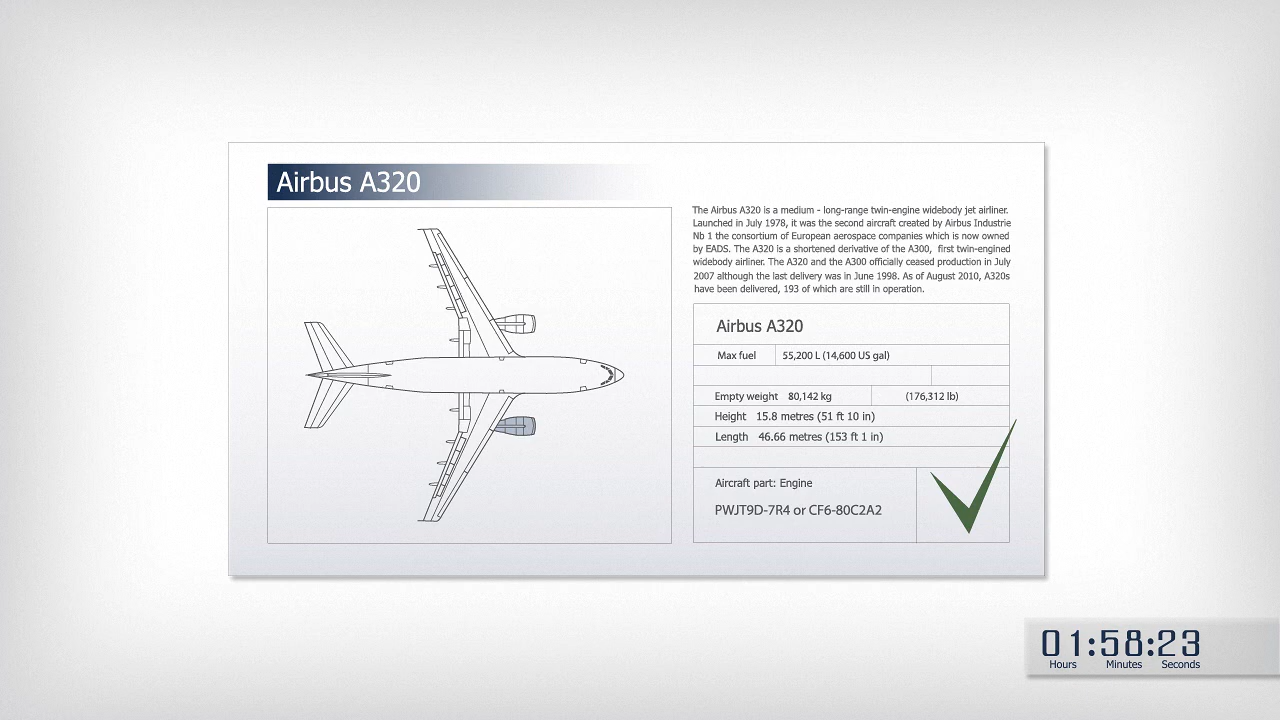 Airbus A320
The Airbus A320 is a medium - long-range twin-engine widebody jet airliner.
Launched in July 1978, it was the second aircraft created by Airbus Industrie
Nb 1 the consortium of European aerospace companies which is now owned
by EADS. The A320 is a shortened derivative of the A300, first twin-engined
widebody airliner. The A320 and the A300 officially ceased production in July
2007 although the last delivery was in June 1998. As of August 2010, A320s
have been delivered, 193 of which are still in operation.
Airbus A320
Max fuel 55,200 L (14,600 US gal)
Empty weight 80,142 kg (176,312 lb)
Height 15.8 metres (51 ft 10 in)
Length 46.66 metres (153 ft 1 in)
Aircraft part: Engine
PWJT9D-7R4 or CF6-80C2A2
01:58:23
Hours Minutes Seconds